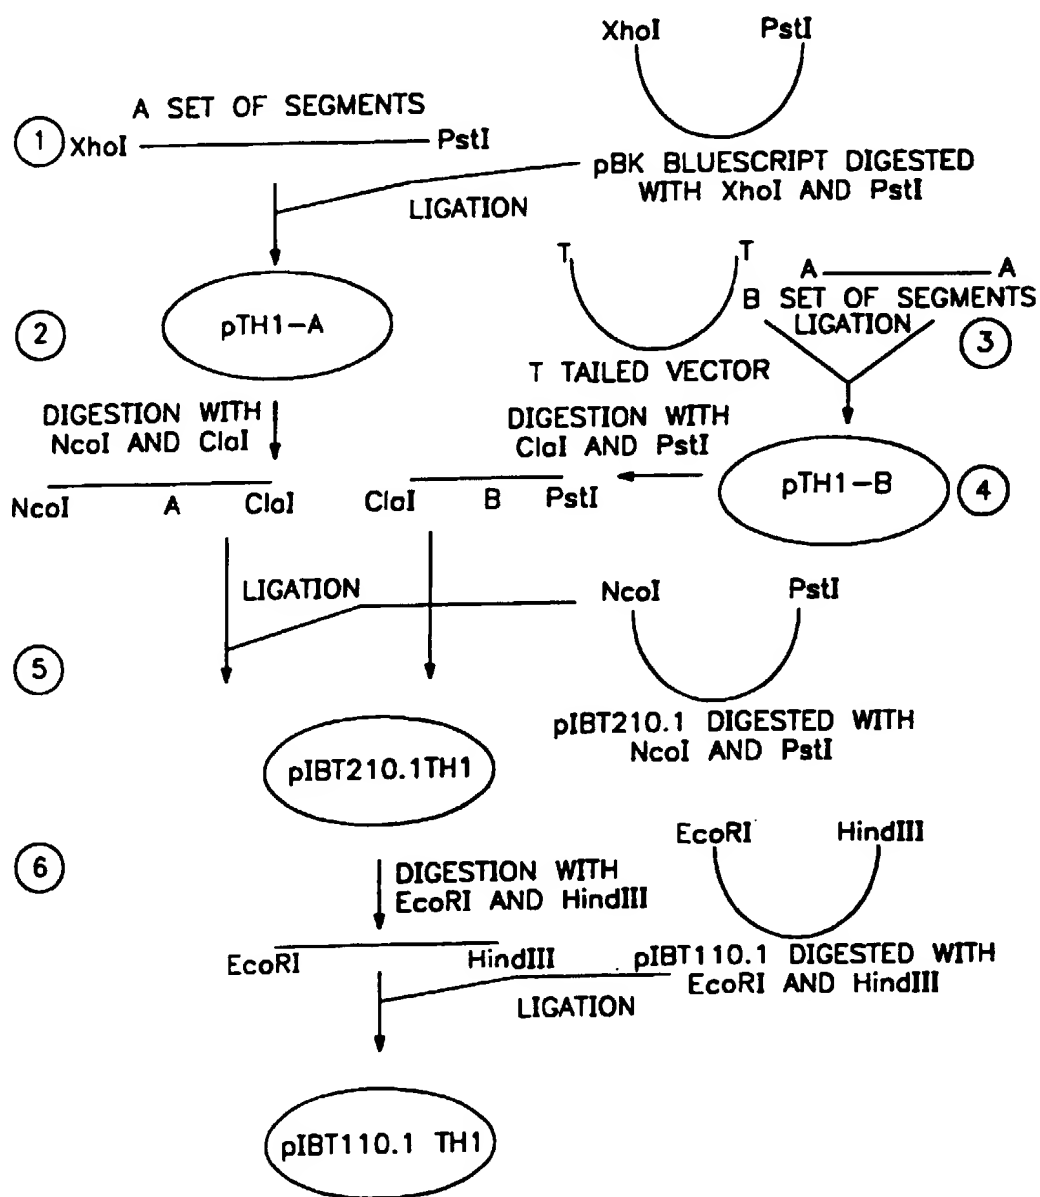 XhoI PstI
A SET OF SEGMENTS
1 XhoI PstI
pBK BLUESCRIPT DIGESTED
WITH XhoI AND PstI
LIGATION
T T
A A
B SET OF SEGMENTS
LIGATION
3
2
pTH1-A
T TAILED VECTOR
DIGESTION WITH
NcoI AND ClaI
DIGESTION WITH
ClaI AND PstI
pTH1-B
4
NcoI A ClaI
ClaI B PstI
LIGATION
NcoI PstI
5
pIBT210.1 DIGESTED WITH
NcoI AND PstI
pIBT210.1TH1
EcoRI HindIII
6
DIGESTION WITH
EcoRI AND HindIII
EcoRI HindIII
pIBT110.1 DIGESTED WITH
EcoRI AND HindIII
LIGATION
pIBT110.1 TH1